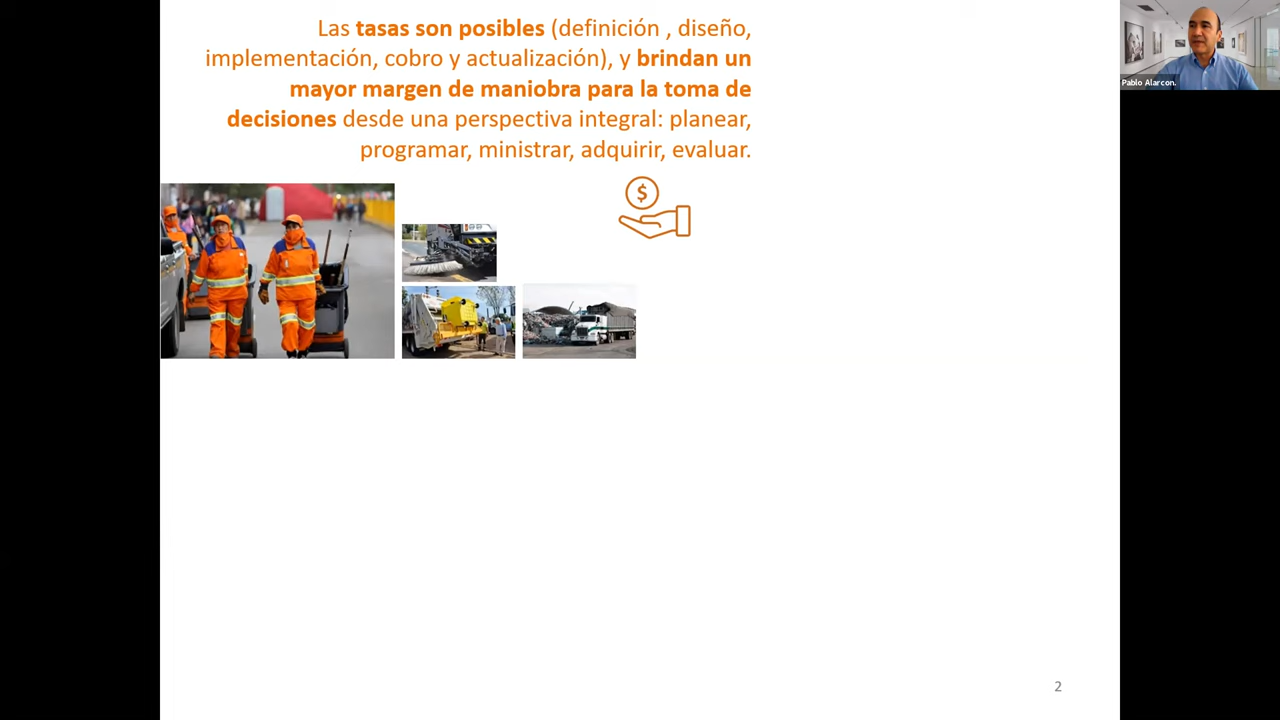 Las tasas son posibles (definición , diseño,
implementación, cobro y actualización), y brindan un
mayor margen de maniobra para la toma de
decisiones desde una perspectiva integral: planear,
programar, ministrar, adquirir, evaluar.
$
Pablo Alarcon.
2